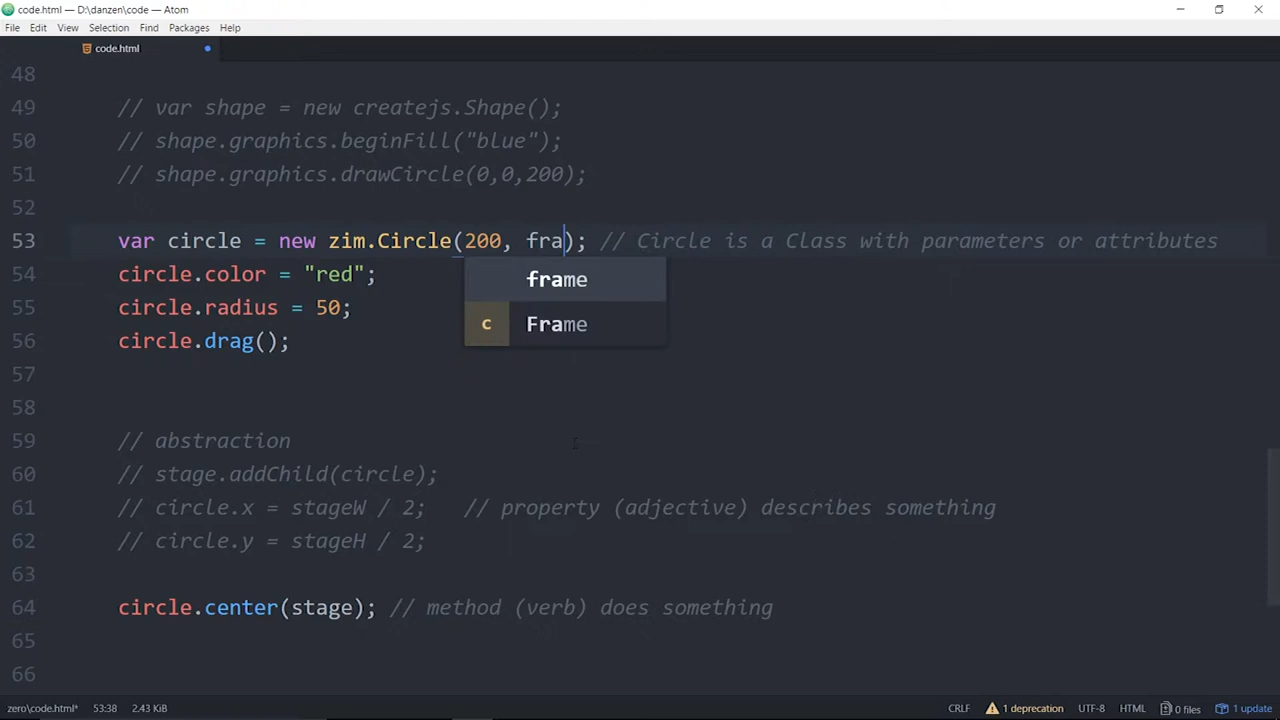 code.html — D:\danzen\code — Atom
File Edit View Selection Find Packages Help
code.html
48
49 // var shape = new createjs.Shape();
50 // shape.graphics.beginFill("blue");
51 // shape.graphics.drawCircle(0,0,200);
52
53 var circle = new zim.Circle(200, fra); // Circle is a Class with parameters or attributes
54 circle.color = "red";
frame
55 circle.radius = 50;
c Frame
56 circle.drag();
57
58
59 // abstraction
60 // stage.addChild(circle);
61 // circle.x = stageW / 2; // property (adjective) describes something
62 // circle.y = stageH / 2;
63
64 circle.center(stage); // method (verb) does something
65
66
zero\code.html* 53:38 2.43 KiB CRLF 1 deprecation UTF-8 HTML 0 files 1 update